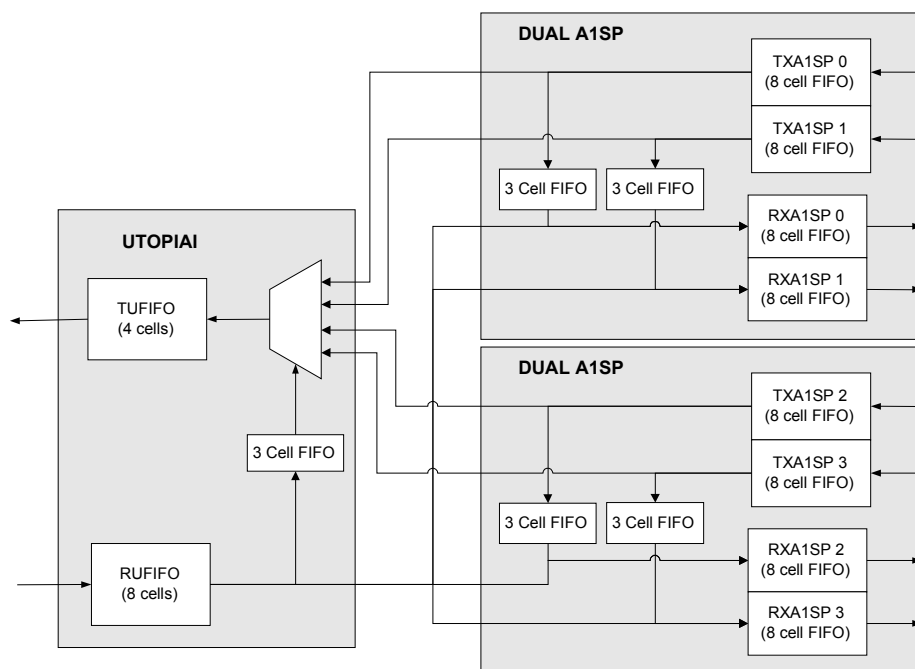 DUAL A1SP
TXA1SP 0
(8 cell FIFO)
TXA1SP 1
(8 cell FIFO)
3 Cell FIFO
3 Cell FIFO
RXA1SP 0
(8 cell FIFO)
RXA1SP 1
(8 cell FIFO)
UTOPIAI
TUFIFO
(4 cells)
3 Cell FIFO
RUFIFO
(8 cells)
DUAL A1SP
TXA1SP 2
(8 cell FIFO)
TXA1SP 3
(8 cell FIFO)
3 Cell FIFO
3 Cell FIFO
RXA1SP 2
(8 cell FIFO)
RXA1SP 3
(8 cell FIFO)